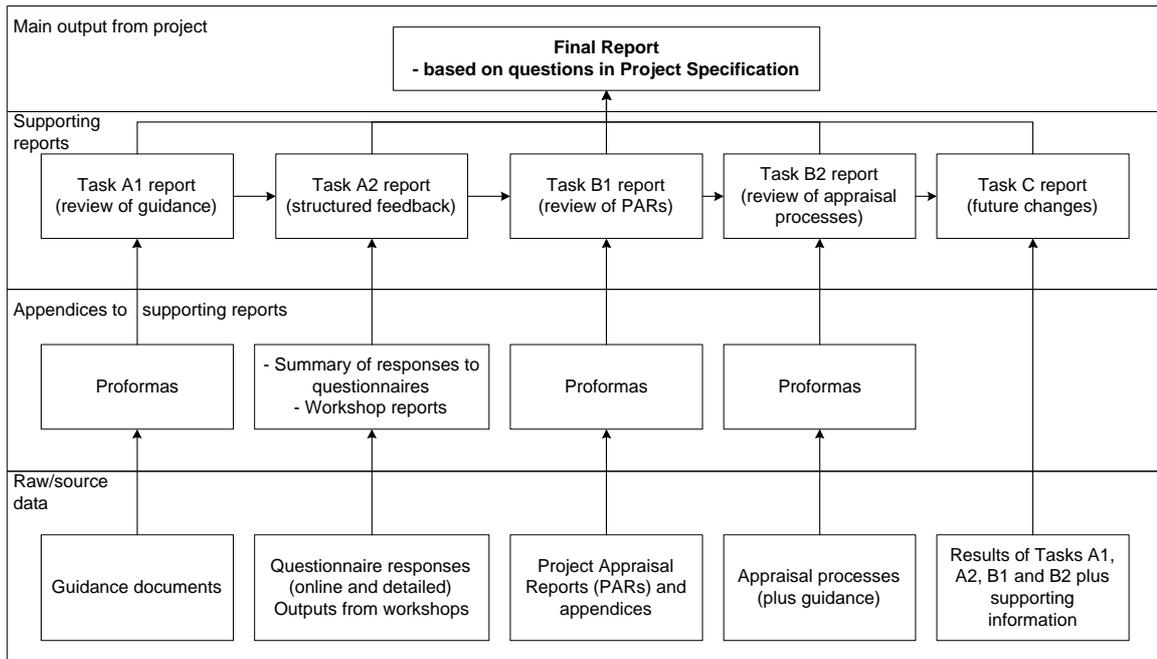 Main output from project
Final Report
- based on questions in Project Specification
Supporting
reports
Task A1 report
(review of guidance)
Task A2 report
(structured feedback)
Task B1 report
(review of PARs)
Task B2 report
(review of appraisal
processes)
Task C report
(future changes)
Appendices to supporting reports
Proformas
- Summary of responses to
questionnaires
- Workshop reports
Proformas
Proformas
Raw/source
data
Guidance documents
Questionnaire responses
(online and detailed)
Outputs from workshops
Project Appraisal
Reports (PARs) and
appendices
Appraisal processes
(plus guidance)
Results of Tasks A1,
A2, B1 and B2 plus
supporting
information